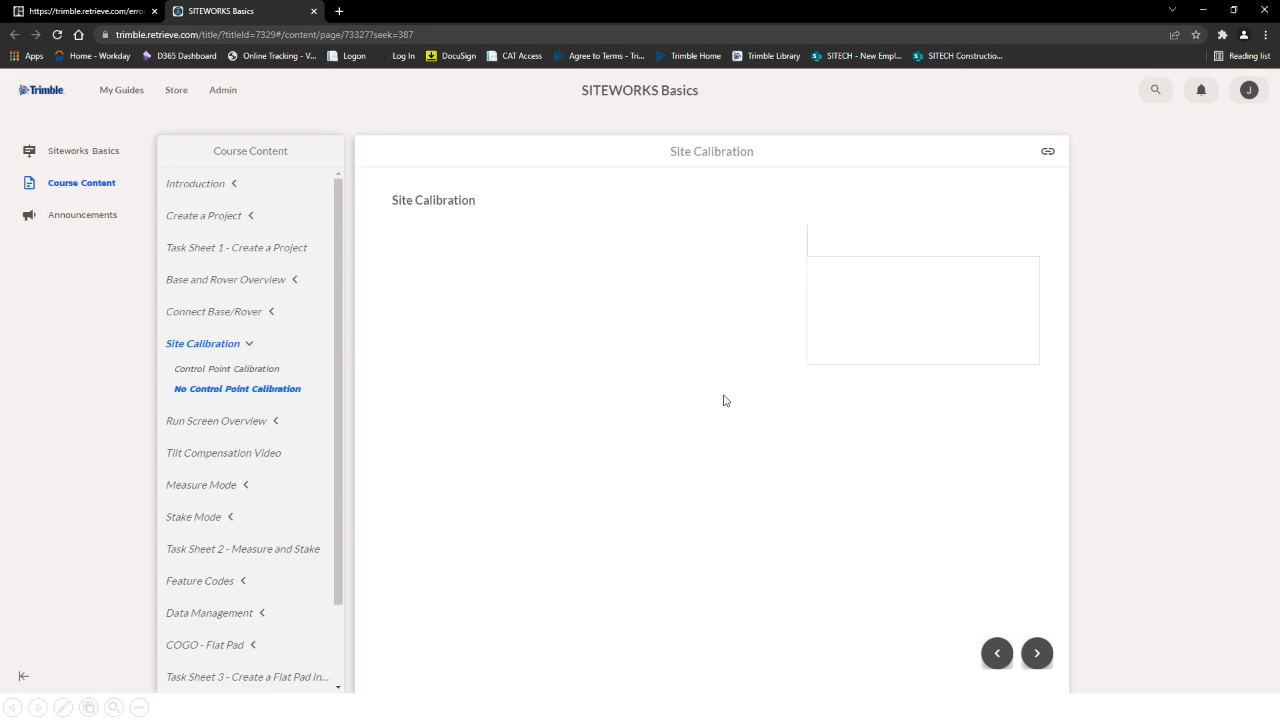 https://trimble.retrieve.com/erro
SITEWORKS Basics
trimble.retrieve.com/title/?titleId=7329#/content/page/73327?seek=387
Apps
Home - Workday
D365 Dashboard
Online Tracking - V...
Logon
Log In
DocuSign
CAT Access
Agree to Terms - Tri...
Trimble Home
Trimble Library
SITECH - New Empl...
SITECH Constructio...
Reading list
Trimble
My Guides
Store
Admin
SITEWORKS Basics
J
Siteworks Basics
Course Content
Announcements
Course Content
Introduction
Create a Project
Task Sheet 1 - Create a Project
Base and Rover Overview
Connect Base/Rover
Site Calibration
Control Point Calibration
No Control Point Calibration
Run Screen Overview
Tilt Compensation Video
Measure Mode
Stake Mode
Task Sheet 2 - Measure and Stake
Feature Codes
Data Management
COGO - Flat Pad
Task Sheet 3 - Create a Flat Pad in...
Site Calibration
Site Calibration